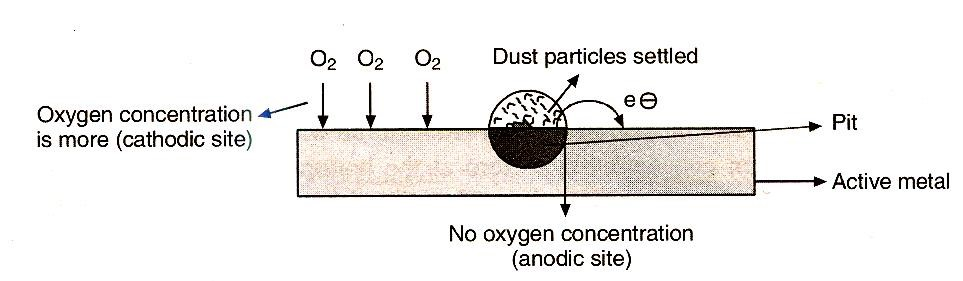 O₂ O₂ O₂
Dust particles settled
Oxygen concentration
is more (cathodic site)
e⊖
Pit
Active metal
No oxygen concentration
(anodic site)